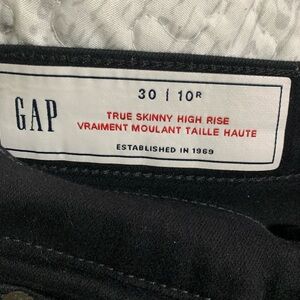 GAP
30 | 10R
TRUE SKINNY HIGH RISE
VRAIMENT MOULANT TAILLE HAUTE
ESTABLISHED IN 1969